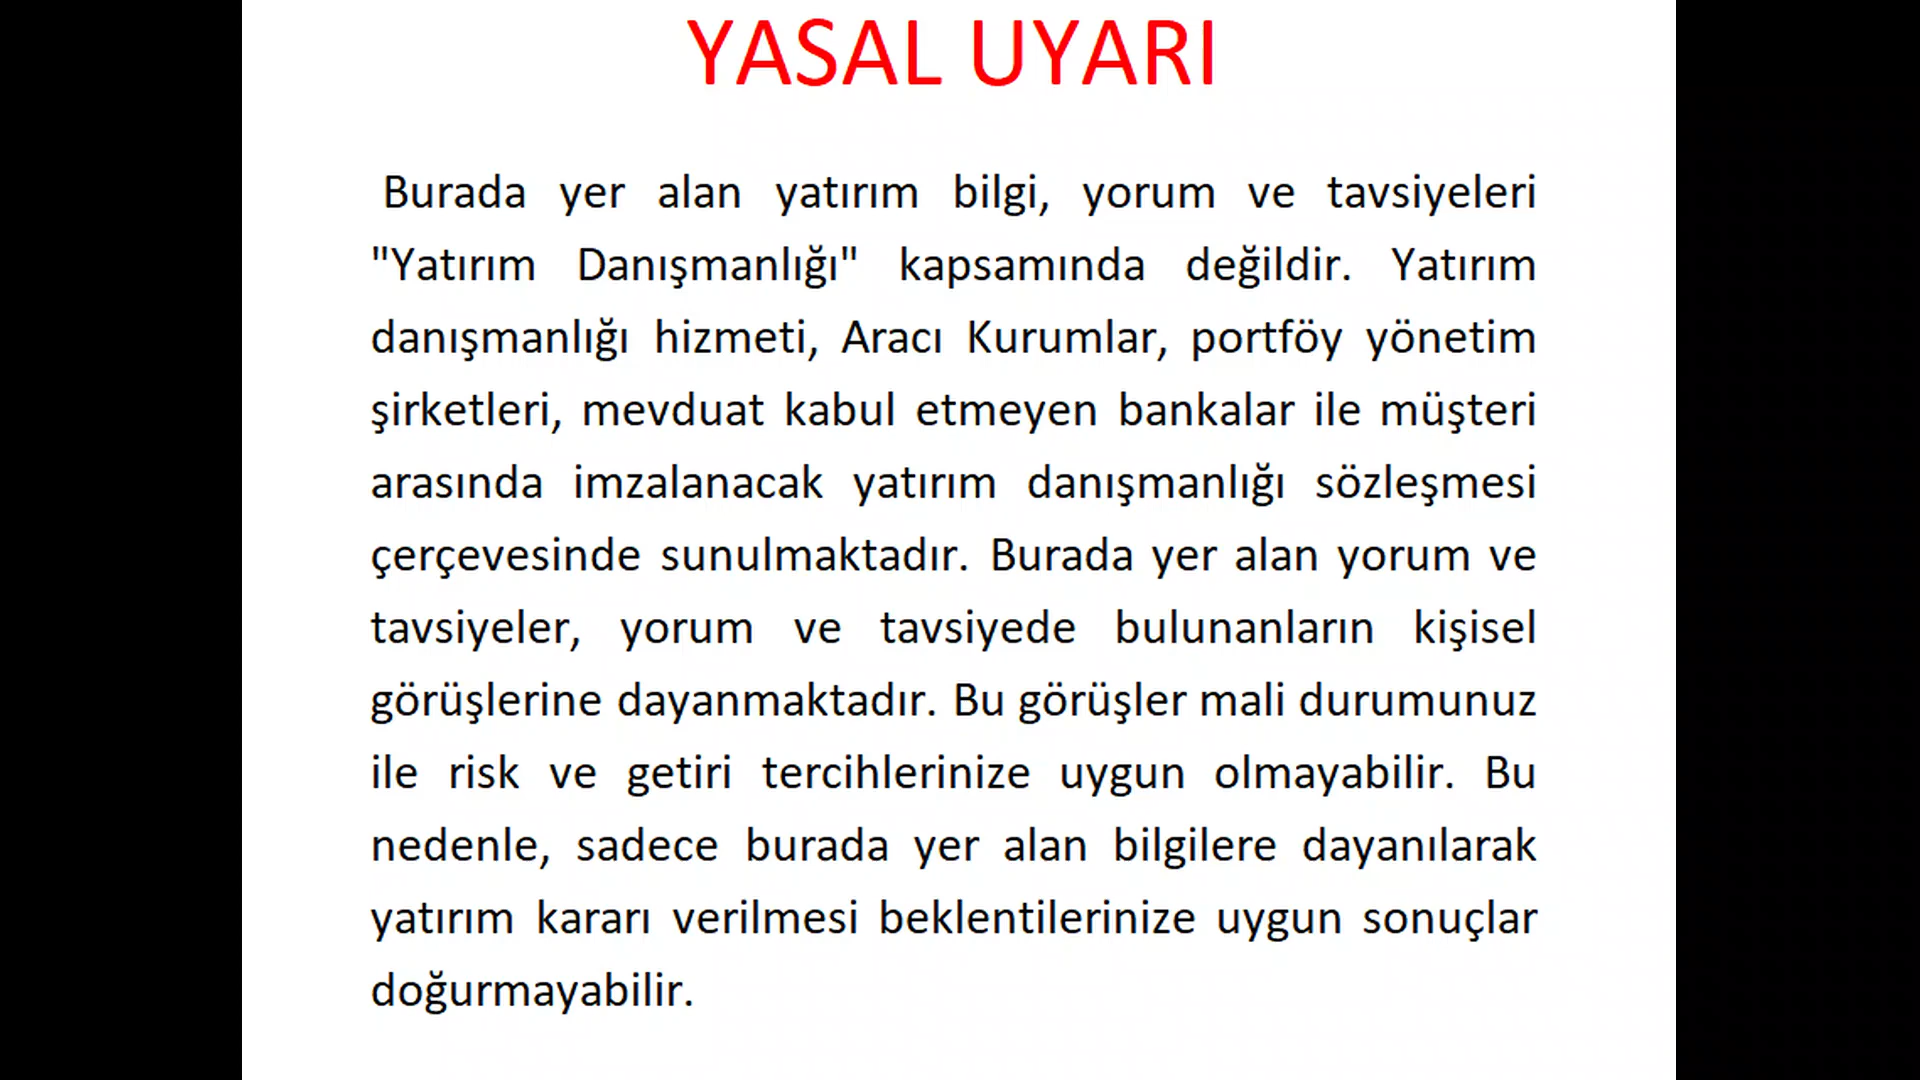 YASAL UYARI
Burada yer alan yatırım bilgi, yorum ve tavsiyeleri
"Yatırım Danışmanlığı" kapsamında değildir. Yatırım
danışmanlığı hizmeti, Aracı Kurumlar, portföy yönetim
şirketleri, mevduat kabul etmeyen bankalar ile müşteri
arasında imzalanacak yatırım danışmanlığı sözleşmesi
çerçevesinde sunulmaktadır. Burada yer alan yorum ve
tavsiyeler, yorum ve tavsiyede bulunanların kişisel
görüşlerine dayanmaktadır. Bu görüşler mali durumunuz
ile risk ve getiri tercihlerinize uygun olmayabilir. Bu
nedenle, sadece burada yer alan bilgilere dayanılarak
yatırım kararı verilmesi beklentilerinize uygun sonuçlar
doğurmayabilir.